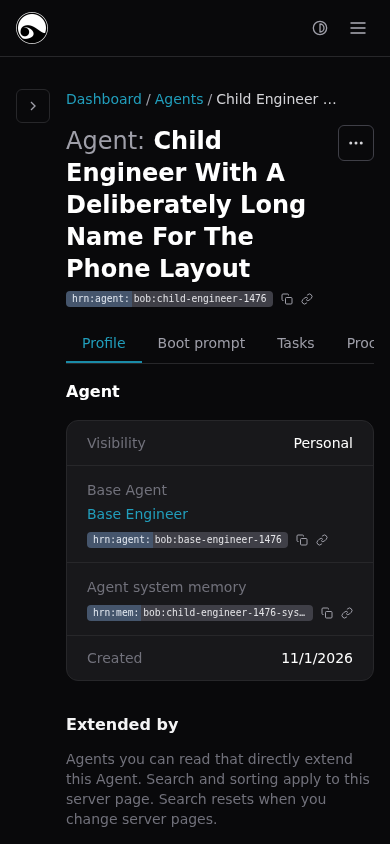 Dashboard / Agents / Child Engineer …
Agent: Child
Engineer With A
Deliberately Long
Name For The
Phone Layout
hrn:agent: bob:child-engineer-1476
Profile Boot prompt Tasks Proc
Agent
Visibility Personal
Base Agent
Base Engineer
hrn:agent: bob:base-engineer-1476
Agent system memory
hrn:mem: bob:child-engineer-1476-sys…
Created 11/1/2026
Extended by
Agents you can read that directly extend
this Agent. Search and sorting apply to this
server page. Search resets when you
change server pages.